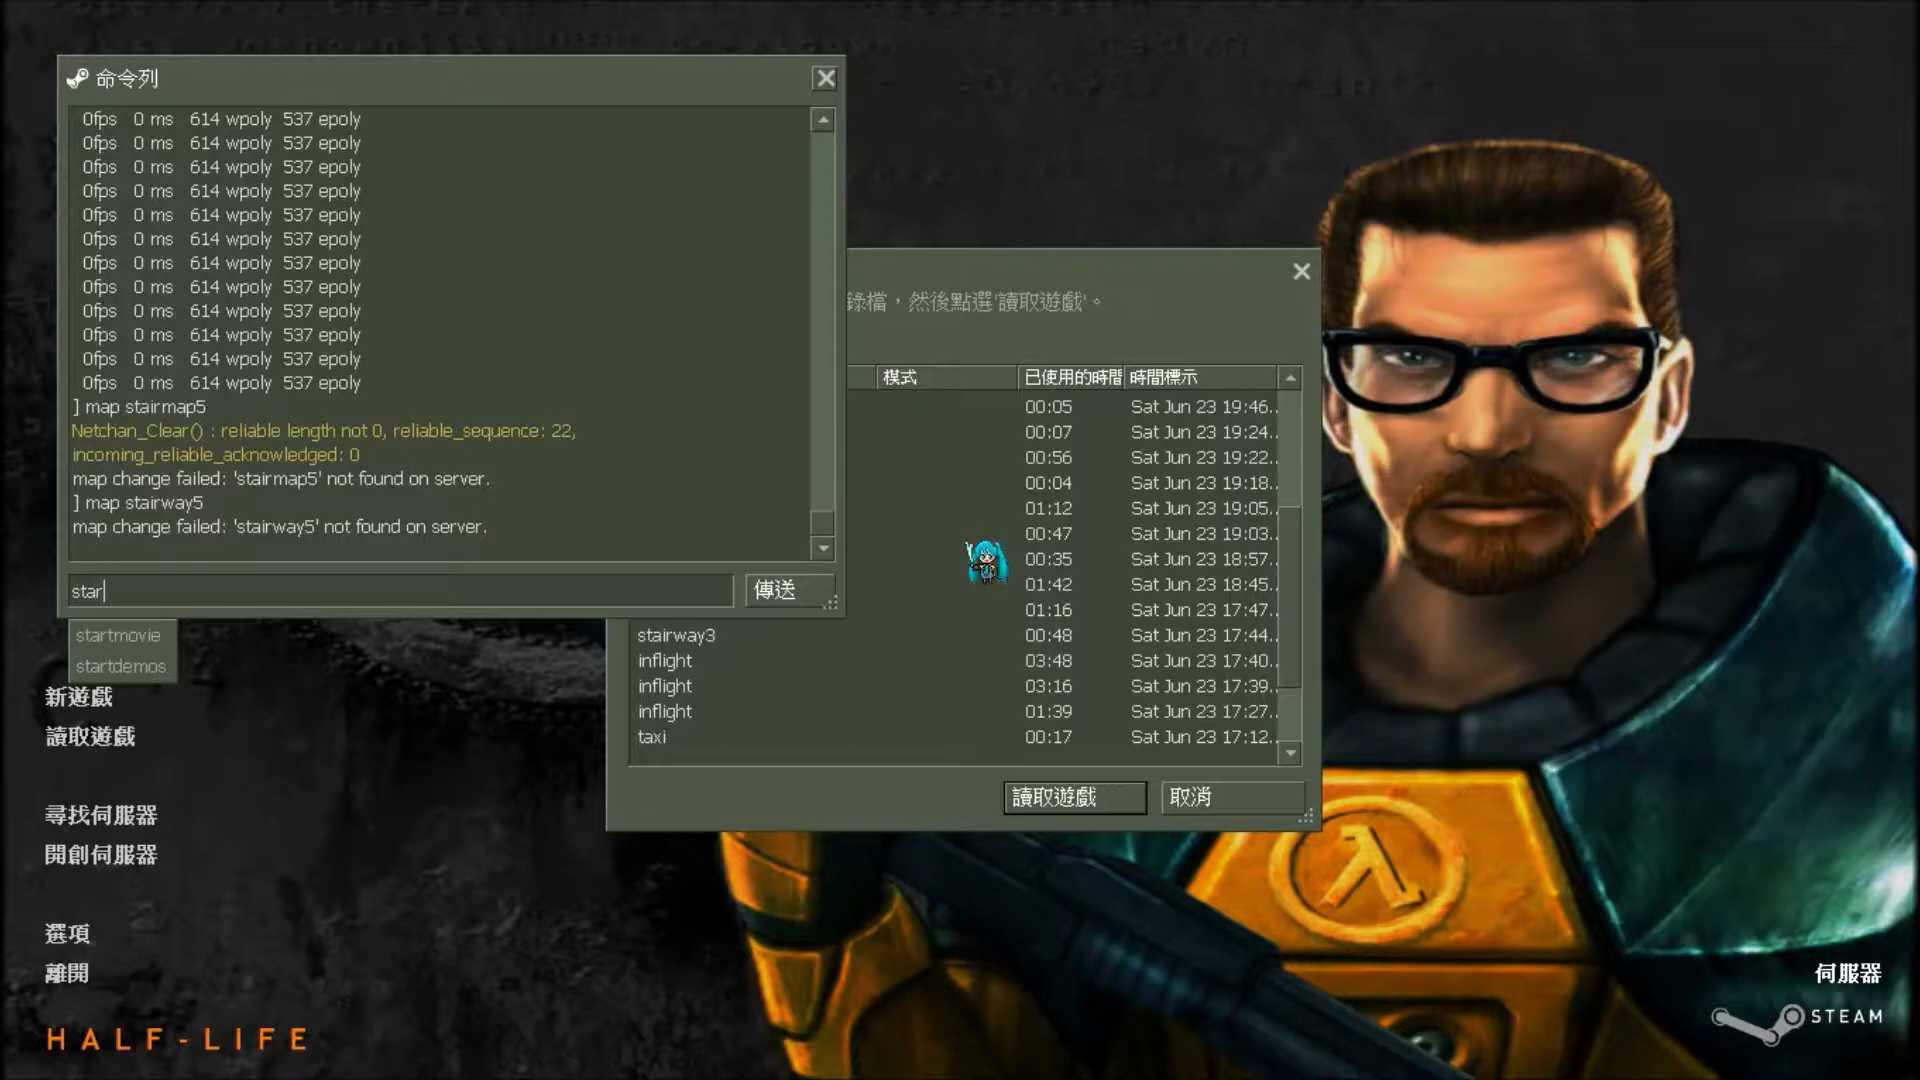 命令列
0fps 0 ms 614 wpoly 537 epoly
0fps 0 ms 614 wpoly 537 epoly
0fps 0 ms 614 wpoly 537 epoly
0fps 0 ms 614 wpoly 537 epoly
0fps 0 ms 614 wpoly 537 epoly
0fps 0 ms 614 wpoly 537 epoly
0fps 0 ms 614 wpoly 537 epoly
0fps 0 ms 614 wpoly 537 epoly
0fps 0 ms 614 wpoly 537 epoly
0fps 0 ms 614 wpoly 537 epoly
0fps 0 ms 614 wpoly 537 epoly
0fps 0 ms 614 wpoly 537 epoly
] map stairmap5
Netchan_Clear() : reliable length not 0, reliable_sequence: 22,
incoming_reliable_acknowledged: 0
map change failed: 'stairmap5' not found on server.
] map stairway5
map change failed: 'stairway5' not found on server.
star
傳送
startmovie
startdemos
錄檔，然後點選'讀取遊戲'。
模式 已使用的時間 時間標示
00:05 Sat Jun 23 19:46..
00:07 Sat Jun 23 19:24..
00:56 Sat Jun 23 19:22..
00:04 Sat Jun 23 19:18..
01:12 Sat Jun 23 19:05..
00:47 Sat Jun 23 19:03..
00:35 Sat Jun 23 18:57..
01:42 Sat Jun 23 18:45..
01:16 Sat Jun 23 17:47..
stairway3 00:48 Sat Jun 23 17:44..
inflight 03:48 Sat Jun 23 17:40..
inflight 03:16 Sat Jun 23 17:39..
inflight 01:39 Sat Jun 23 17:27..
taxi 00:17 Sat Jun 23 17:12..
讀取遊戲 取消
新遊戲
讀取遊戲
尋找伺服器
開創伺服器
選項
離開
HALF-LIFE
伺服器
STEAM